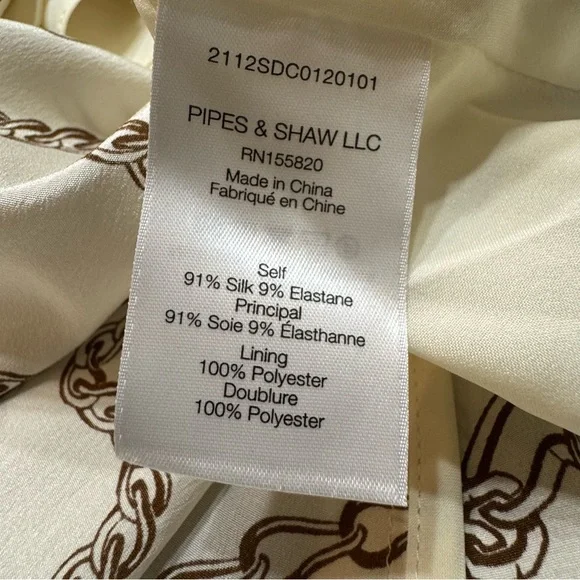 2112SDC0120101
PIPES & SHAW LLC
RN155820
Made in China
Fabriqué en Chine
Self
91% Silk 9% Elastane
Principal
91% Soie 9% Élasthanne
Lining
100% Polyester
Doublure
100% Polyester